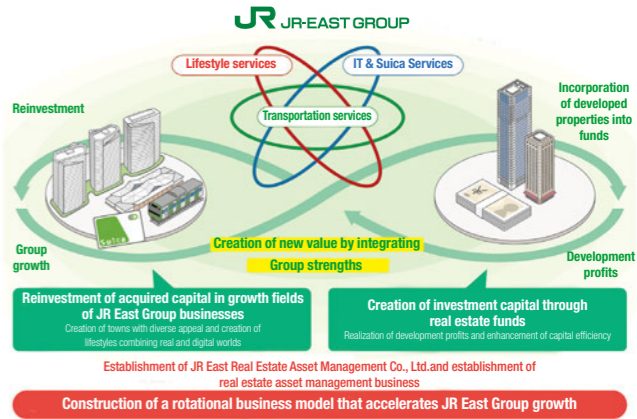 JR JR-EAST GROUP
Lifestyle services
IT & Suica Services
Transportation services
Reinvestment
Incorporation
of developed
properties into
funds
Group
growth
Creation of new value by integrating
Group strengths
Development
profits
Reinvestment of acquired capital in growth fields
of JR East Group businesses
Creation of towns with diverse appeal and creation of
lifestyles combining real and digital worlds
Creation of investment capital through
real estate funds
Realization of development profits and enhancement of capital efficiency
Establishment of JR East Real Estate Asset Management Co., Ltd.and establishment of
real estate asset management business
Construction of a rotational business model that accelerates JR East Group growth